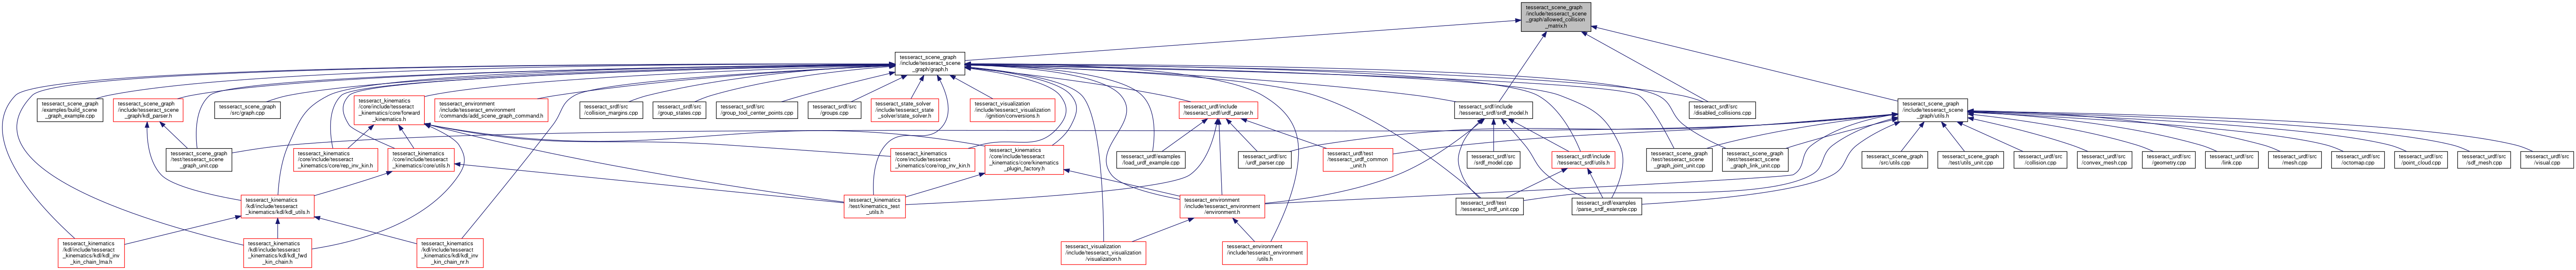 tesseract_scene_graph
/include/tesseract_scene
_graph/allowed_collision
_matrix.h
tesseract_scene_graph
/include/tesseract_scene
_graph/graph.h
tesseract_scene_graph
/examples/build_scene
_graph_example.cpp
tesseract_scene_graph
/include/tesseract_scene
_graph/kdl_parser.h
tesseract_scene_graph
/src/graph.cpp
tesseract_kinematics
/core/include/tesseract
_kinematics/core/forward
_kinematics.h
tesseract_environment
/include/tesseract_environment
/commands/add_scene_graph_command.h
tesseract_srdf/src
/collision_margins.cpp
tesseract_srdf/src
/group_states.cpp
tesseract_srdf/src
/group_tool_center_points.cpp
tesseract_srdf/src
/groups.cpp
tesseract_state_solver
/include/tesseract_state
_solver/state_solver.h
tesseract_visualization
/include/tesseract_visualization
/ignition/conversions.h
tesseract_urdf/include
/tesseract_urdf/urdf_parser.h
tesseract_srdf/include
/tesseract_srdf/srdf_model.h
tesseract_srdf/src
/disabled_collisions.cpp
tesseract_scene_graph
/include/tesseract_scene
_graph/utils.h
tesseract_scene_graph
/test/tesseract_scene
_graph_unit.cpp
tesseract_kinematics
/core/include/tesseract
_kinematics/core/rep_inv_kin.h
tesseract_kinematics
/core/include/tesseract
_kinematics/core/utils.h
tesseract_kinematics
/core/include/tesseract
_kinematics/core/rop_inv_kin.h
tesseract_kinematics
/core/include/tesseract
_kinematics/core/kinematics
_plugin_factory.h
tesseract_urdf/examples
/load_urdf_example.cpp
tesseract_urdf/src
/urdf_parser.cpp
tesseract_urdf/test
/tesseract_urdf_common
_unit.h
tesseract_srdf/src
/srdf_model.cpp
tesseract_srdf/include
/tesseract_srdf/utils.h
tesseract_scene_graph
/test/tesseract_scene
_graph_joint_unit.cpp
tesseract_scene_graph
/test/tesseract_scene
_graph_link_unit.cpp
tesseract_scene_graph
/src/utils.cpp
tesseract_scene_graph
/test/utils_unit.cpp
tesseract_urdf/src
/collision.cpp
tesseract_urdf/src
/convex_mesh.cpp
tesseract_urdf/src
/geometry.cpp
tesseract_urdf/src
/link.cpp
tesseract_urdf/src
/mesh.cpp
tesseract_urdf/src
/octomap.cpp
tesseract_urdf/src
/point_cloud.cpp
tesseract_urdf/src
/sdf_mesh.cpp
tesseract_urdf/src
/visual.cpp
tesseract_kinematics
/kdl/include/tesseract
_kinematics/kdl/kdl_utils.h
tesseract_kinematics
/test/kinematics_test
_utils.h
tesseract_environment
/include/tesseract_environment
/environment.h
tesseract_srdf/test
/tesseract_srdf_unit.cpp
tesseract_srdf/examples
/parse_srdf_example.cpp
tesseract_kinematics
/kdl/include/tesseract
_kinematics/kdl/kdl_inv
_kin_chain_lma.h
tesseract_kinematics
/kdl/include/tesseract
_kinematics/kdl/kdl_fwd
_kin_chain.h
tesseract_kinematics
/kdl/include/tesseract
_kinematics/kdl/kdl_inv
_kin_chain_nr.h
tesseract_visualization
/include/tesseract_visualization
/visualization.h
tesseract_environment
/include/tesseract_environment
/utils.h